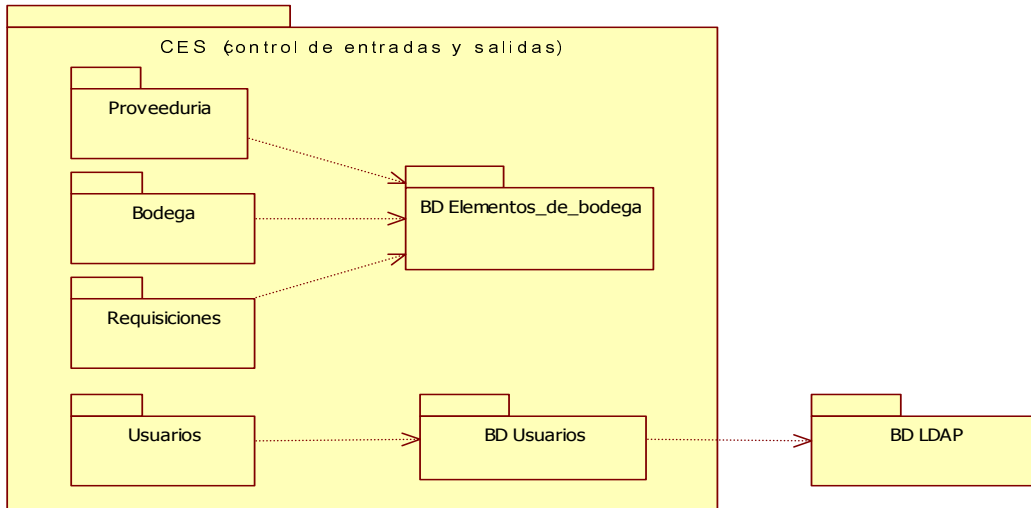 CES (control de entradas y salidas)
Proveeduria
Bodega
BD Elementos_de_bodega
Requisiciones
Usuarios
BD Usuarios
BD LDAP